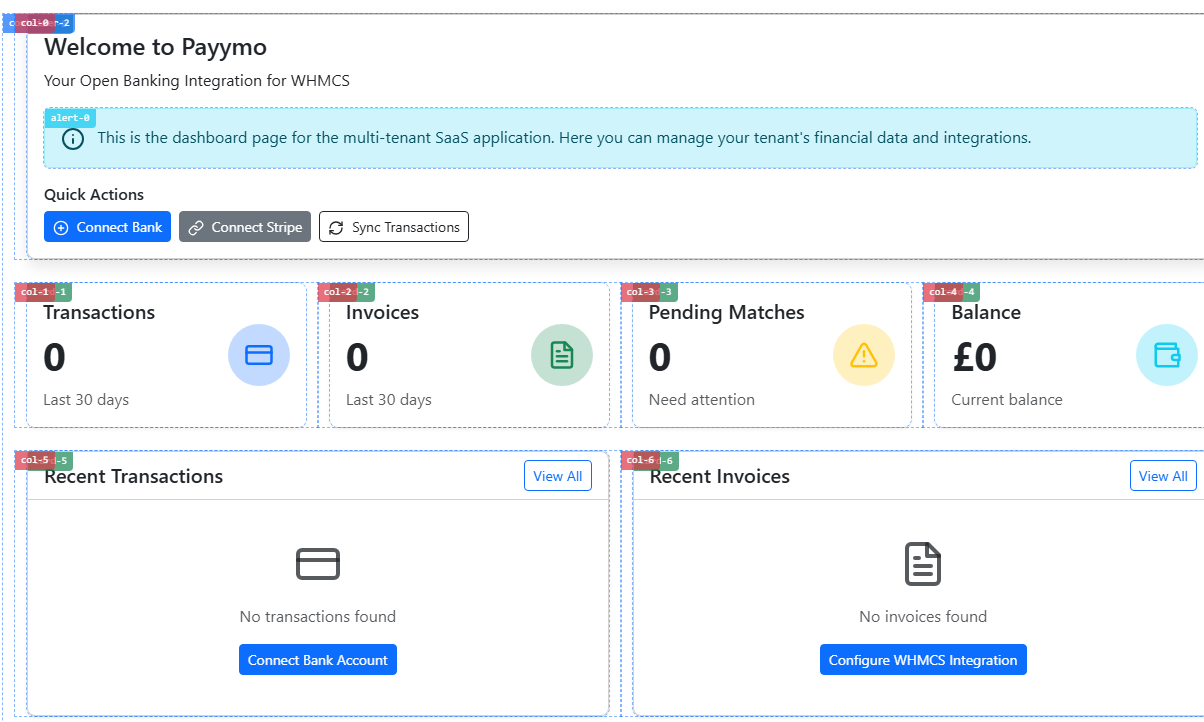 col-0
-2
Welcome to Payymo
Your Open Banking Integration for WHMCS
alert-0
This is the dashboard page for the multi-tenant SaaS application. Here you can manage your tenant's financial data and integrations.
Quick Actions
Connect Bank
Connect Stripe
Sync Transactions
col-1 -1
col-2 -2
col-3 -3
col-4 -4
Transactions
0
Last 30 days
Invoices
0
Last 30 days
Pending Matches
0
Need attention
Balance
£0
Current balance
col-5 -5
Recent Transactions
View All
No transactions found
Connect Bank Account
col-6 -6
Recent Invoices
View All
No invoices found
Configure WHMCS Integration